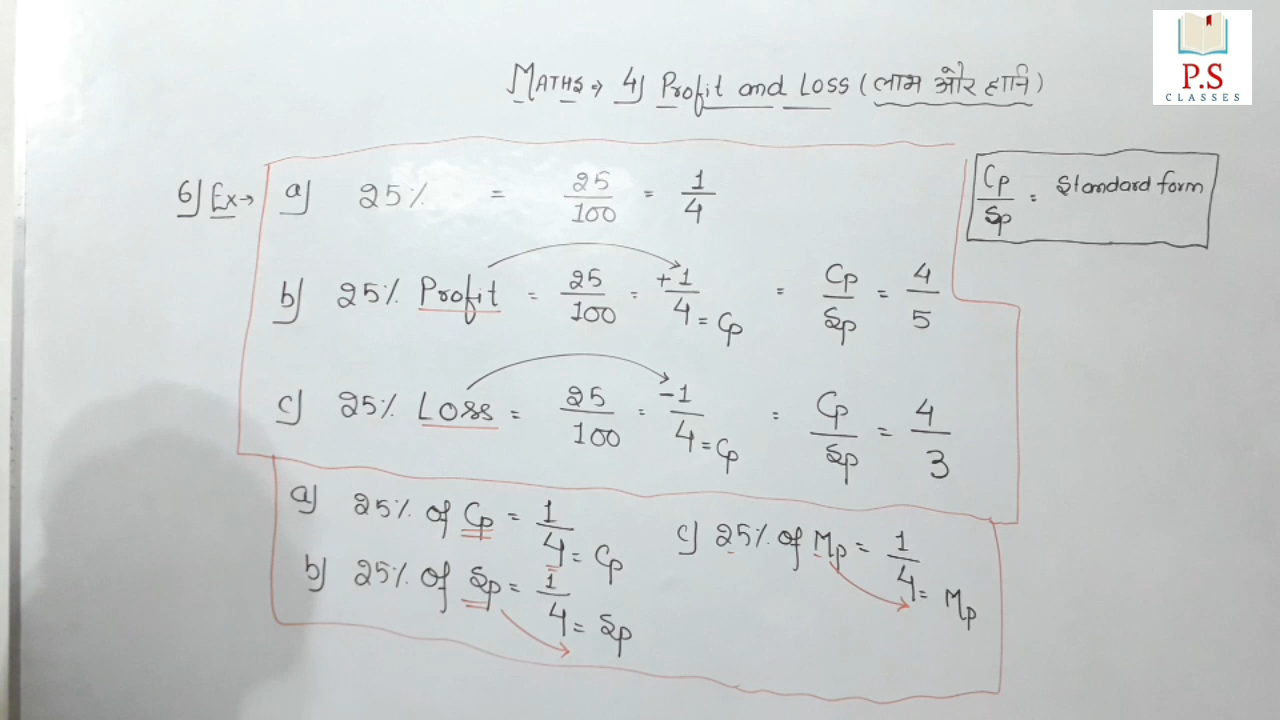 MATHS → 4) Profit and Loss (लाभ और हानि)
P.S
CLASSES
6) Ex → a) 25% = 25/100 = 1/4
Cp/Sp = Standard form
b) 25% Profit = 25/100 = +1/4 = Cp = Cp/Sp = 4/5
c) 25% Loss = 25/100 = -1/4 = Cp = Cp/Sp = 4/3
a) 25% of Cp = 1/4 = Cp
b) 25% of Sp = 1/4 = Sp
c) 25% of Mp = 1/4 = Mp